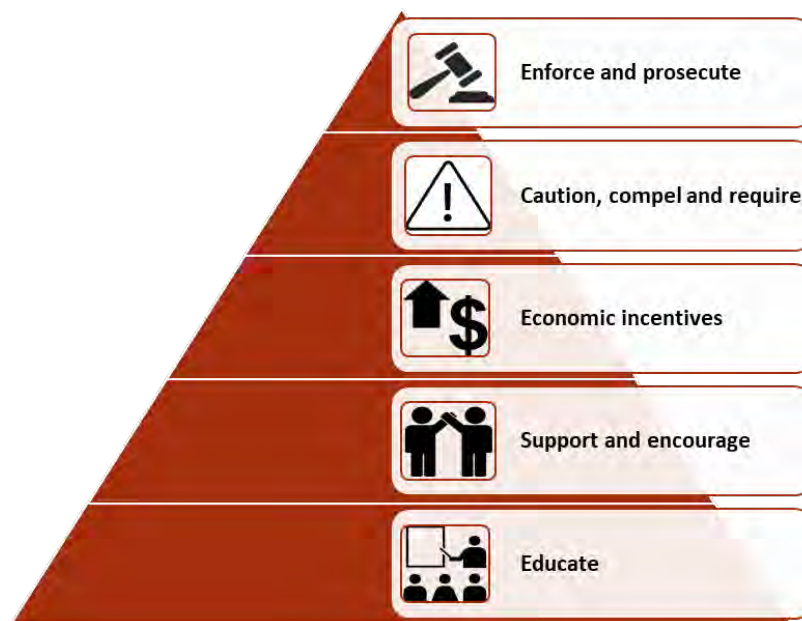 Enforce and prosecute
Caution, compel and require
Economic incentives
Support and encourage
Educate